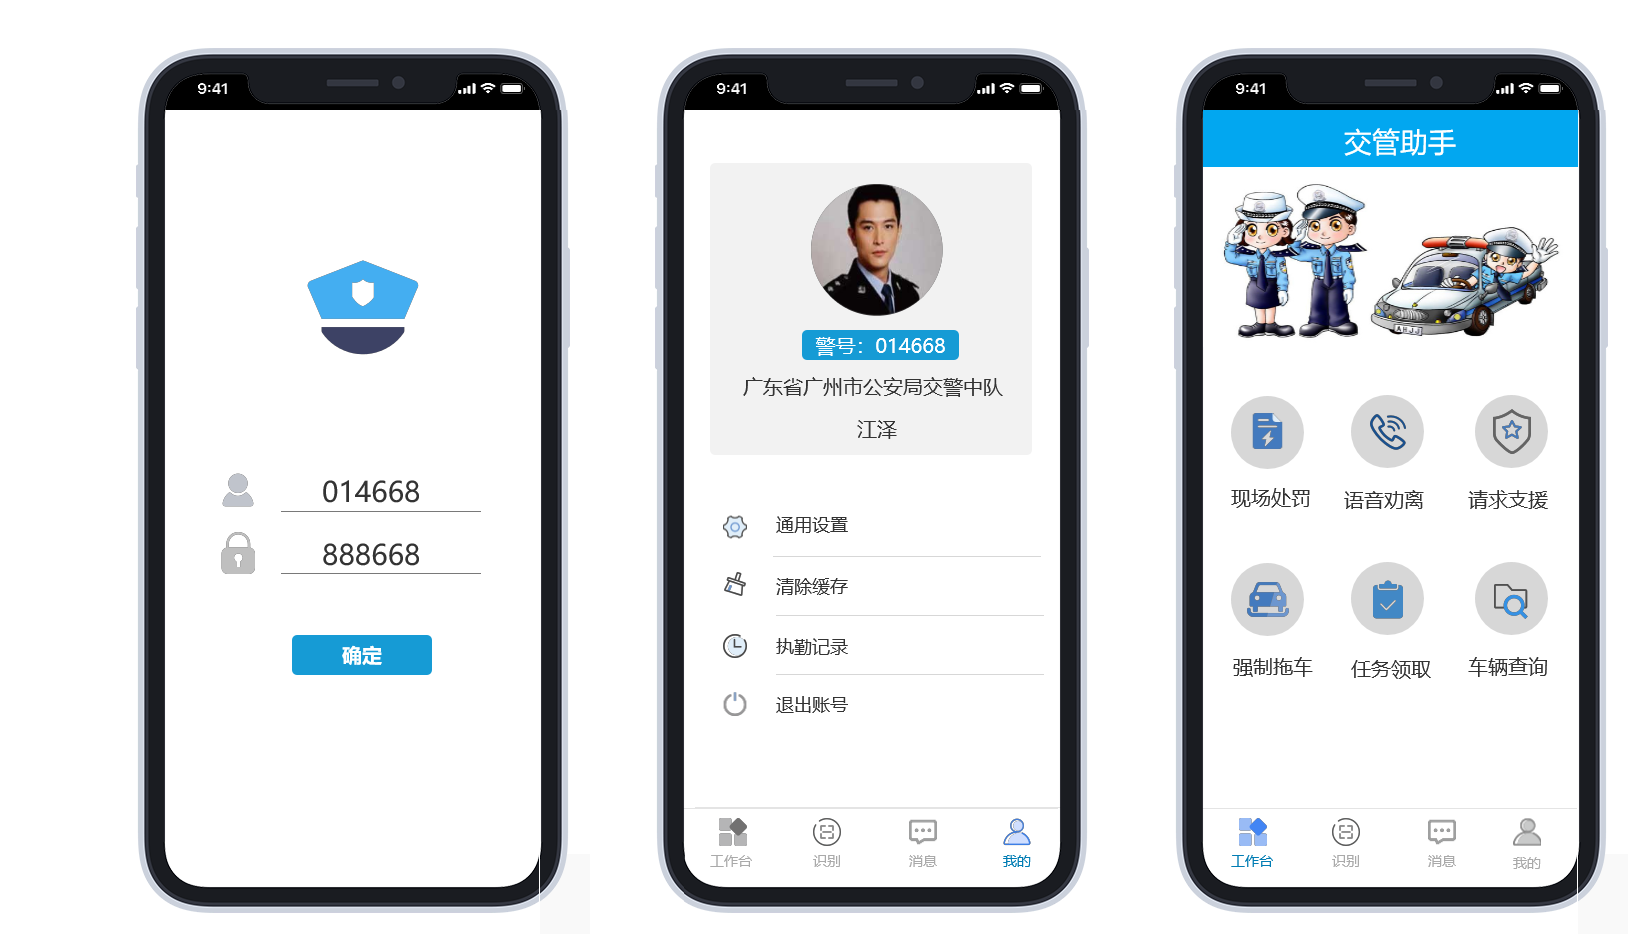 9:41
014668
888668
确定
9:41
警号：014668
广东省广州市公安局交警中队
江泽
通用设置
清除缓存
执勤记录
退出账号
工作台
识别
消息
我的
9:41
交管助手
现场处罚
语音劝离
请求支援
强制拖车
任务领取
车辆查询
工作台
识别
消息
我的